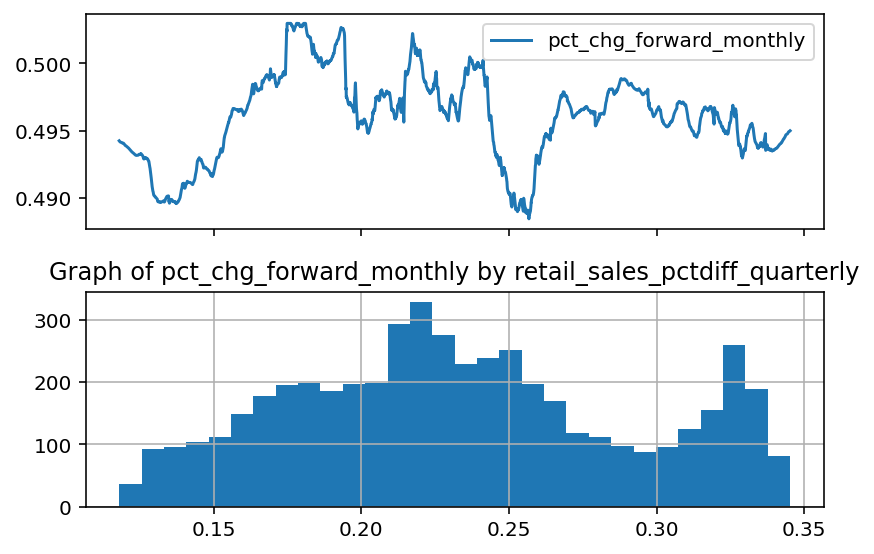 pct_chg_forward_monthly
0.500
0.495
0.490
Graph of pct_chg_forward_monthly by retail_sales_pctdiff_quarterly
300
200
100
0
0.15 0.20 0.25 0.30 0.35